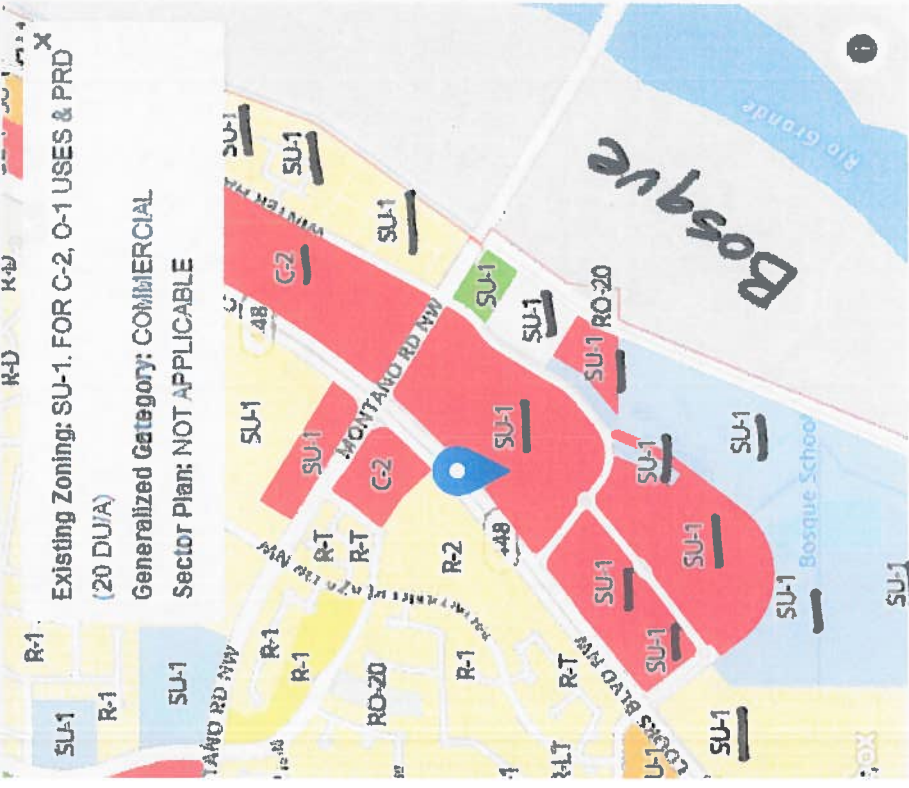 Existing Zoning: SU-1. FOR C-2, O-1 USES & PRD
(20 DU/A)
Generalized Category: COMMERCIAL
Sector Plan: NOT APPLICABLE
X
R-D
R-D
R-1
SU-1
R-1
SU-1
R-1
R-1
RO-20
R-1
R-T
R-T
R-T
R-2
C-2
SU-1
SU-1
MONTANO RD NW
TANO RD NW
C-2
48
48
SU-1
SU-1
SU-1
WINTER
SU-1
SU-1
RO-20
SU-1
SU-1
SU-1
SU-1
SU-1
SU-1
SU-1
SU-1
SU-1
SU-1
U-1
COORS BLVD NW
R-LT
Bosque School
Bosque
Rio Grande
i
ox